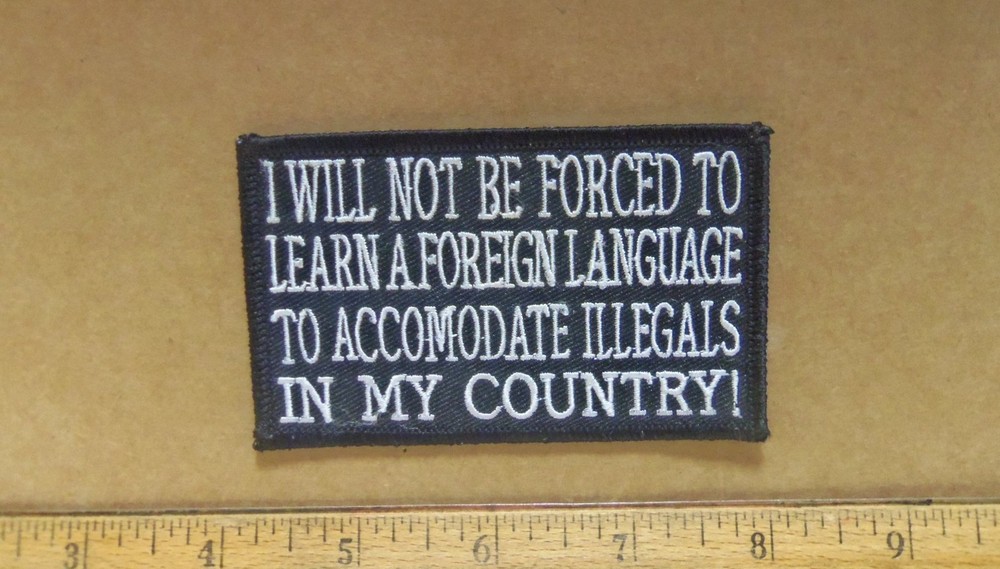 I WILL NOT BE FORCED TO
LEARN A FOREIGN LANGUAGE
TO ACCOMODATE ILLEGALS
IN MY COUNTRY!
3 4 5 6 7 8 9